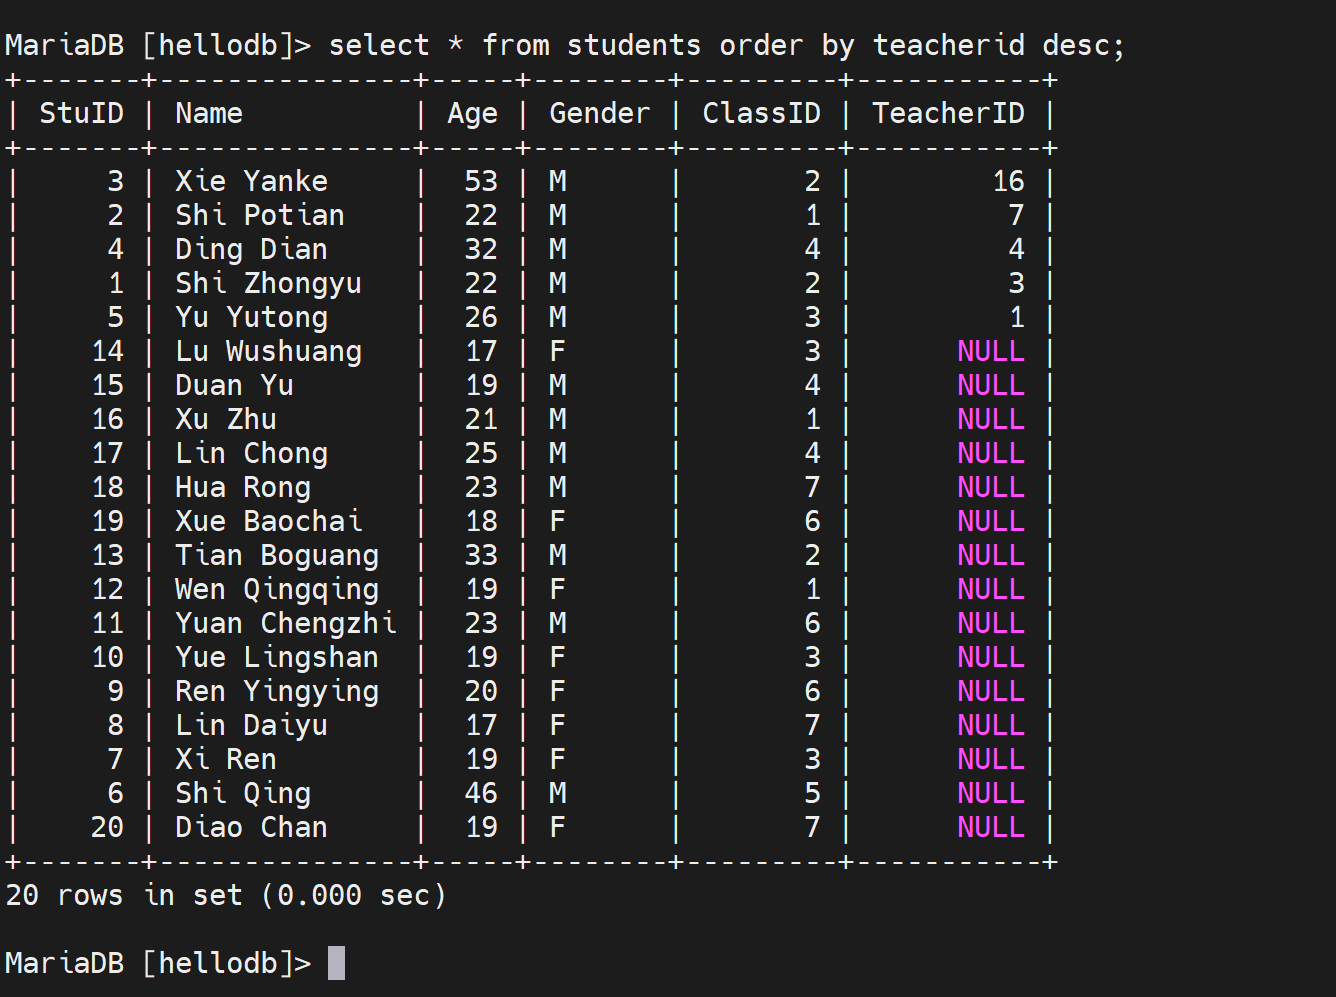 MariaDB [hellodb]> select * from students order by teacherid desc;
+-------+---------------+-----+--------+---------+-----------+
| StuID | Name          | Age | Gender | ClassID | TeacherID |
+-------+---------------+-----+--------+---------+-----------+
|     3 | Xie Yanke     |  53 | M      |       2 |        16 |
|     2 | Shi Potian    |  22 | M      |       1 |         7 |
|     4 | Ding Dian     |  32 | M      |       4 |         4 |
|     1 | Shi Zhongyu   |  22 | M      |       2 |         3 |
|     5 | Yu Yutong     |  26 | M      |       3 |         1 |
|    14 | Lu Wushuang   |  17 | F      |       3 |      NULL |
|    15 | Duan Yu       |  19 | M      |       4 |      NULL |
|    16 | Xu Zhu        |  21 | M      |       1 |      NULL |
|    17 | Lin Chong     |  25 | M      |       4 |      NULL |
|    18 | Hua Rong      |  23 | M      |       7 |      NULL |
|    19 | Xue Baochai   |  18 | F      |       6 |      NULL |
|    13 | Tian Boguang  |  33 | M      |       2 |      NULL |
|    12 | Wen Qingqing  |  19 | F      |       1 |      NULL |
|    11 | Yuan Chengzhi |  23 | M      |       6 |      NULL |
|    10 | Yue Lingshan  |  19 | F      |       3 |      NULL |
|     9 | Ren Yingying  |  20 | F      |       6 |      NULL |
|     8 | Lin Daiyu     |  17 | F      |       7 |      NULL |
|     7 | Xi Ren        |  19 | F      |       3 |      NULL |
|     6 | Shi Qing      |  46 | M      |       5 |      NULL |
|    20 | Diao Chan     |  19 | F      |       7 |      NULL |
+-------+---------------+-----+--------+---------+-----------+
20 rows in set (0.000 sec)
MariaDB [hellodb]>